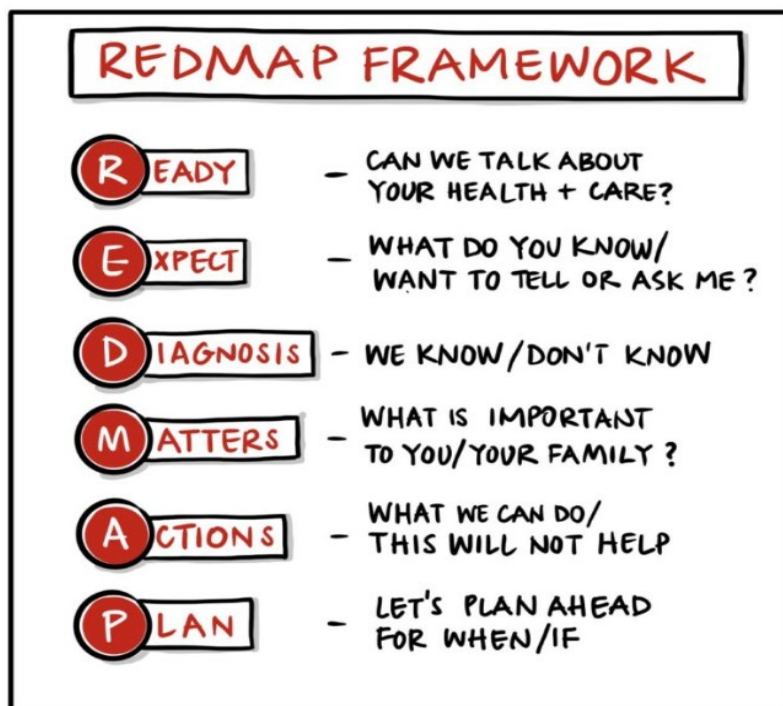 REDMAP FRAMEWORK
READY - CAN WE TALK ABOUT
YOUR HEALTH + CARE?
EXPECT - WHAT DO YOU KNOW/
WANT TO TELL OR ASK ME?
DIAGNOSIS - WE KNOW/DON'T KNOW
MATTERS - WHAT IS IMPORTANT
TO YOU/YOUR FAMILY?
ACTIONS - WHAT WE CAN DO/
THIS WILL NOT HELP
PLAN - LET'S PLAN AHEAD
FOR WHEN/IF